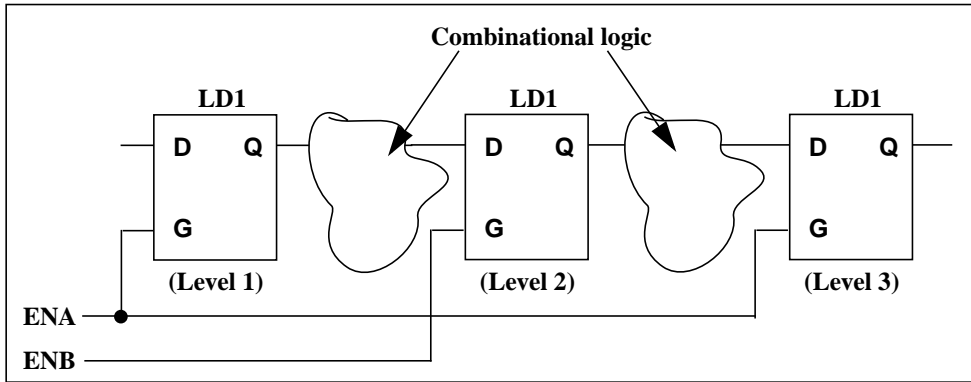 Combinational logic
LD1 LD1 LD1
D Q D Q D Q
G G G
(Level 1) (Level 2) (Level 3)
ENA
ENB